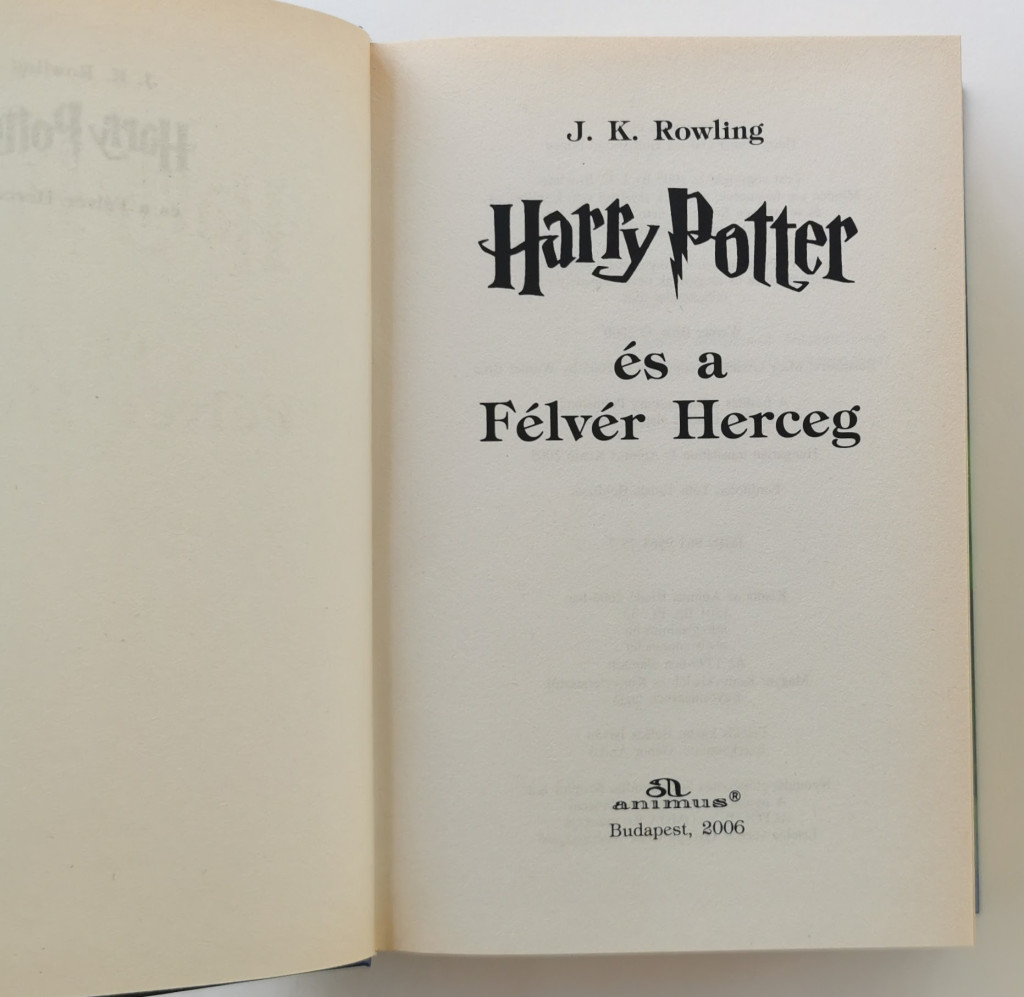 J. K. Rowling
Harry Potter
és a
Félvér Herceg
animus®
Budapest, 2006